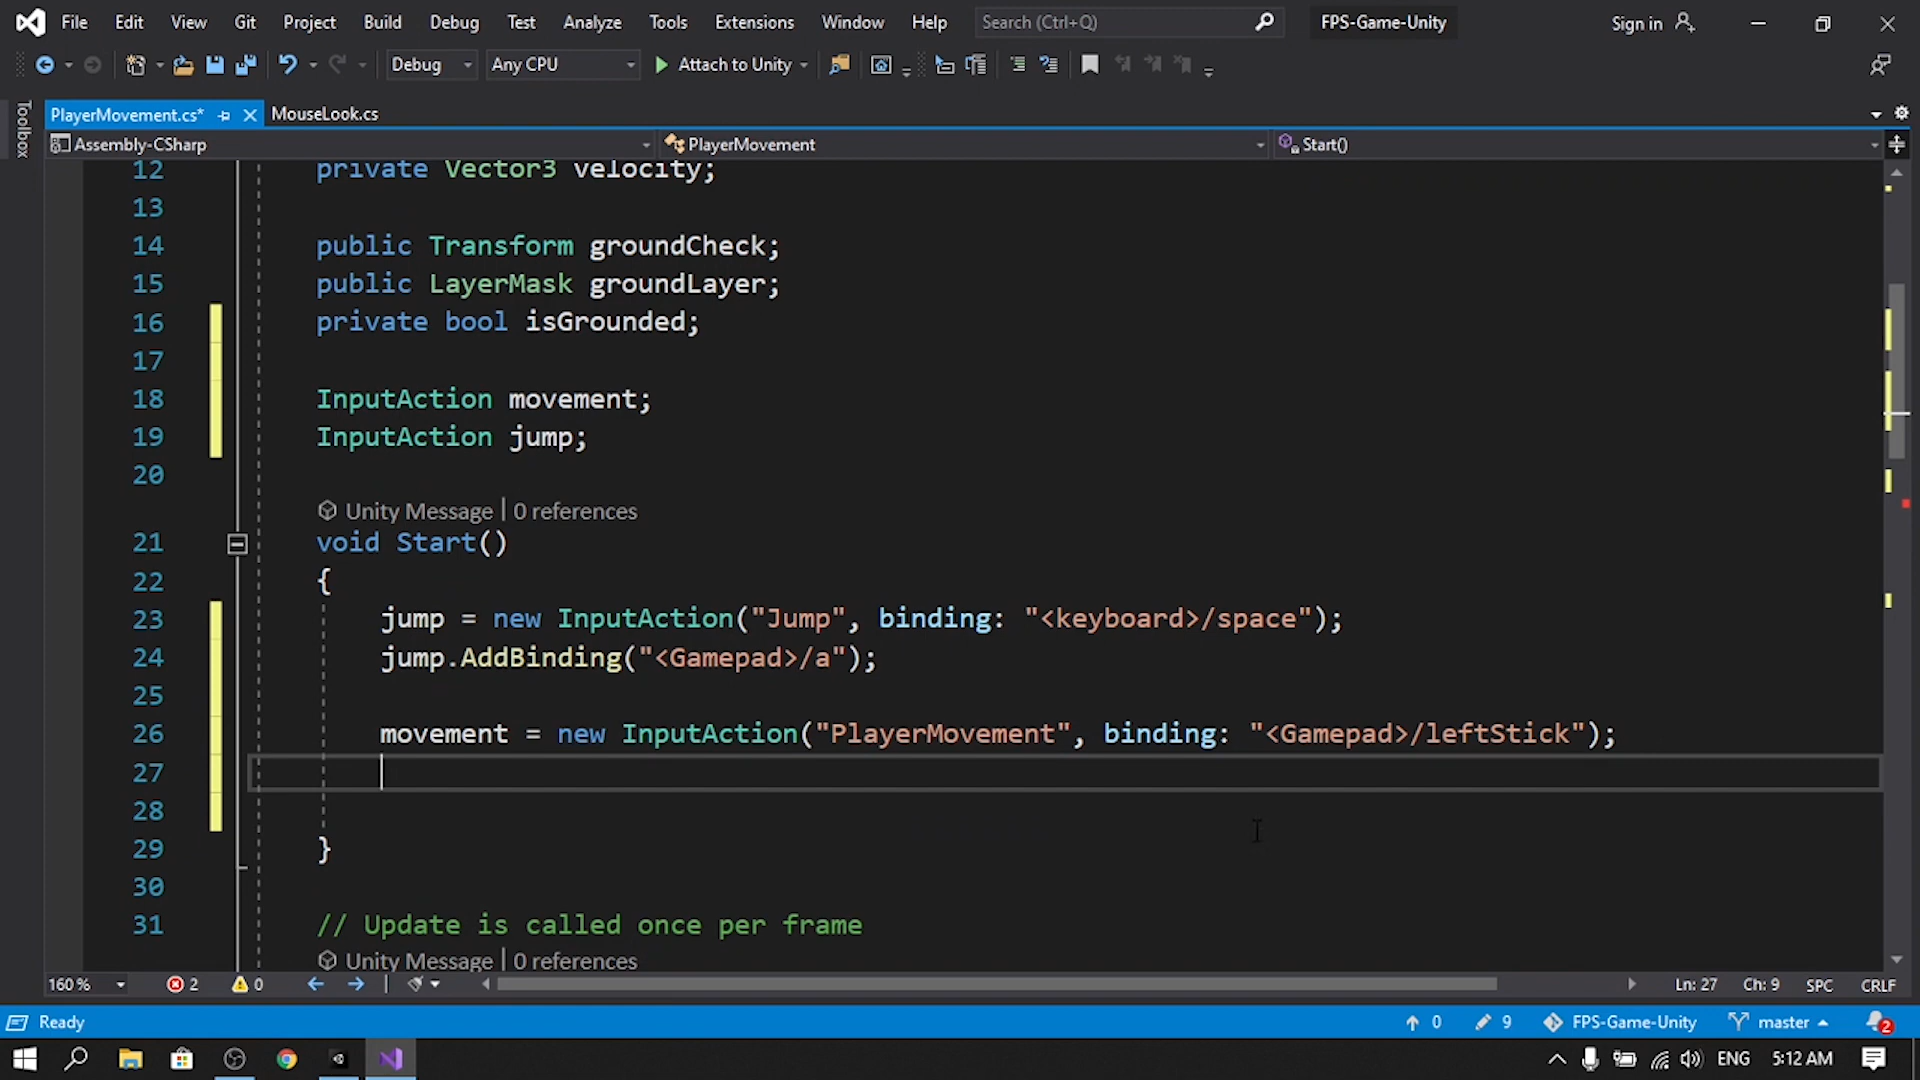 File Edit View Git Project Build Debug Test Analyze Tools Extensions Window Help Search (Ctrl+Q) FPS-Game-Unity Sign in
Debug Any CPU Attach to Unity
Toolbox
PlayerMovement.cs* MouseLook.cs
Assembly-CSharp PlayerMovement Start()
12 private Vector3 velocity;
13
14 public Transform groundCheck;
15 public LayerMask groundLayer;
16 private bool isGrounded;
17
18 InputAction movement;
19 InputAction jump;
20
Unity Message | 0 references
21 void Start()
22 {
23 jump = new InputAction("Jump", binding: "<keyboard>/space");
24 jump.AddBinding("<Gamepad>/a");
25
26 movement = new InputAction("PlayerMovement", binding: "<Gamepad>/leftStick");
27
28
29 }
30
31 // Update is called once per frame
Unity Message | 0 references
160 % 2 0 Ln: 27 Ch: 9 SPC CRLF
Ready 0 9 FPS-Game-Unity master 2
ENG 5:12 AM